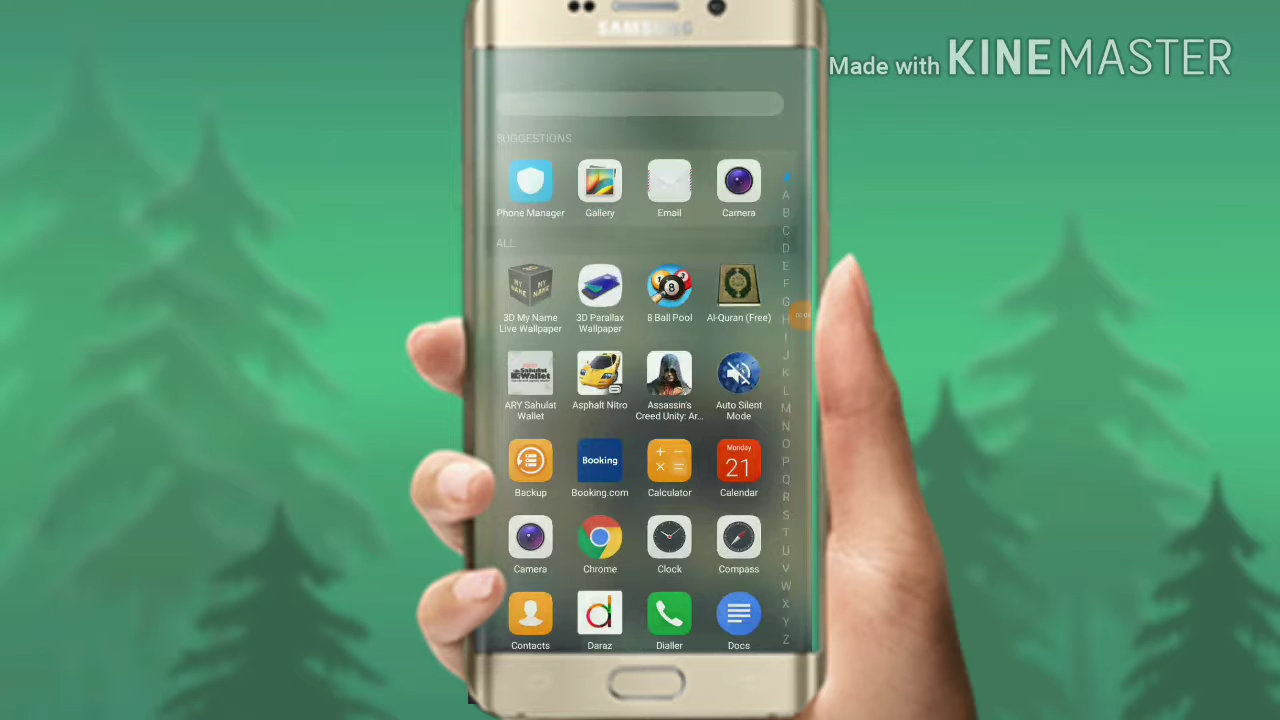 SAMSUNG
Made with KINEMASTER
SUGGESTIONS
Phone Manager Gallery Email Camera
ALL
3D My Name Live Wallpaper
3D Parallax Wallpaper
8 Ball Pool
Al-Quran (Free)
ARY Sahulat Wallet
Asphalt Nitro
Assassin's Creed Unity: Ar...
Auto Silent Mode
Booking
Monday
21
Backup Booking.com Calculator Calendar
Camera Chrome Clock Compass
Contacts Daraz Dialler Docs
A
B
C
D
E
F
G
H
I
J
K
L
M
N
O
P
Q
R
S
T
U
V
W
X
Y
Z